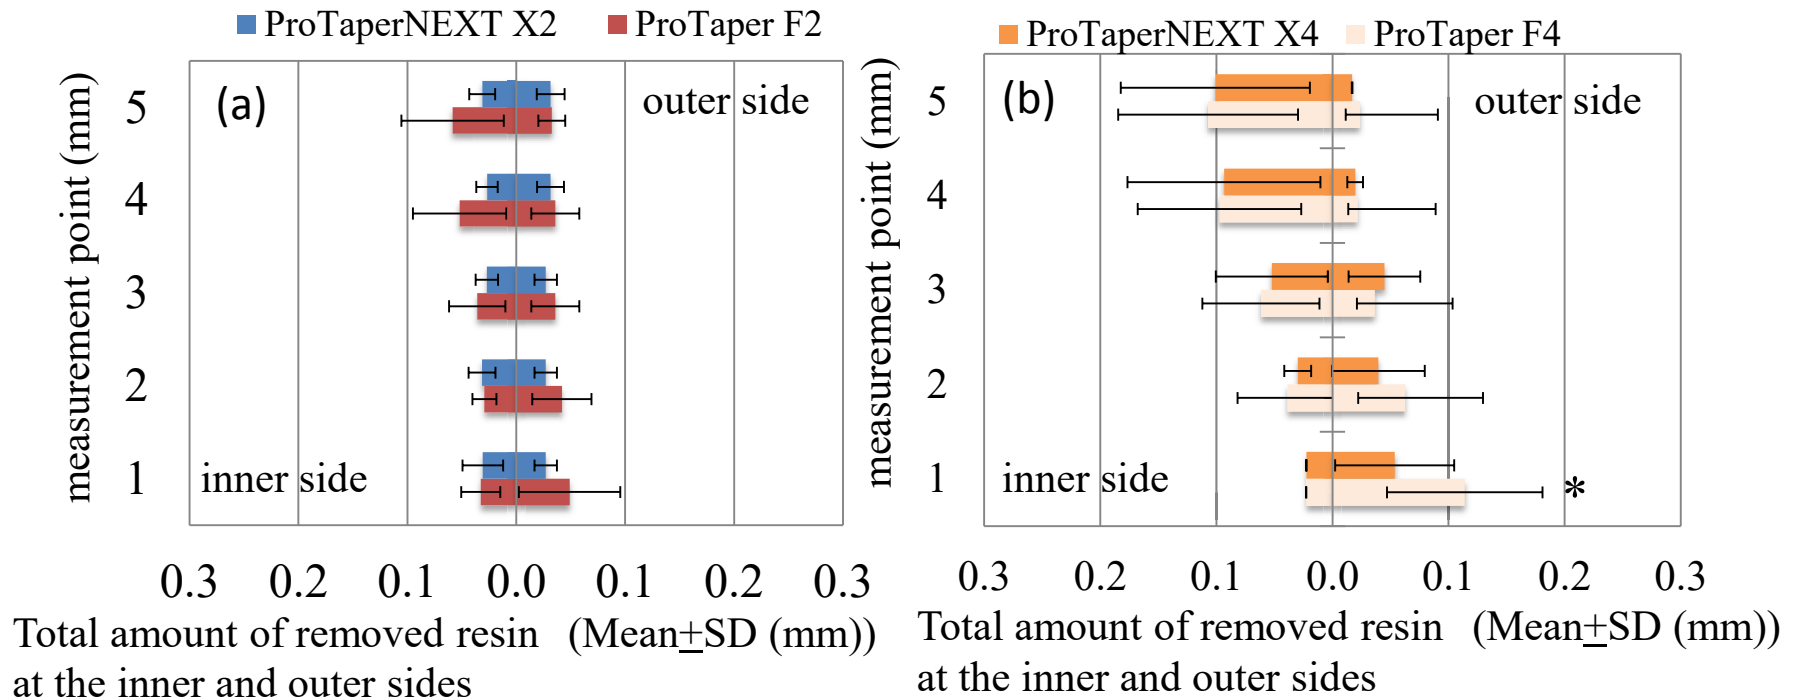 ProTaperNEXT X2 ProTaper F2
(a)
outer side
measurement point (mm)
5
4
3
2
1
inner side
0.3 0.2 0.1 0.0 0.1 0.2 0.3
Total amount of removed resin (Mean±SD (mm))
at the inner and outer sides
ProTaperNEXT X4 ProTaper F4
(b)
outer side
measurement point (mm)
5
4
3
2
1
inner side
*
0.3 0.2 0.1 0.0 0.1 0.2 0.3
Total amount of removed resin (Mean±SD (mm))
at the inner and outer sides